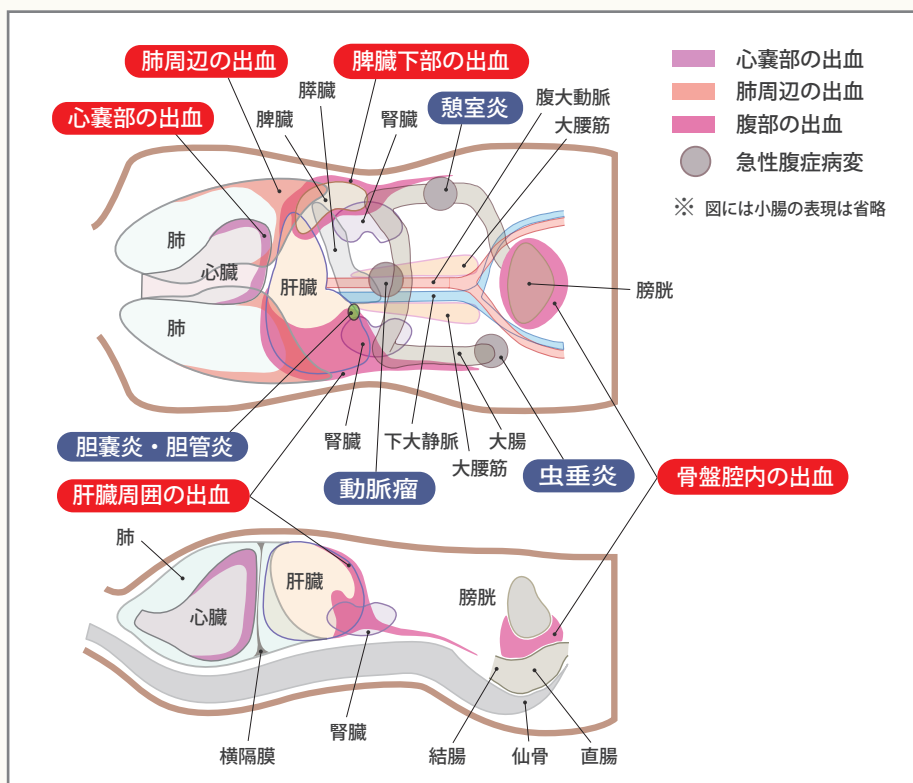 肺周辺の出血
脾臓下部の出血
心嚢部の出血
膵臓
脾臓
腎臓
憩室炎
腹大動脈
大腰筋
心嚢部の出血
肺周辺の出血
腹部の出血
急性腹症病変
※ 図には小腸の表現は省略
肺
心臓
肝臓
肺
膀胱
胆嚢炎・胆管炎
腎臓
下大静脈
大腸
大腰筋
動脈瘤
虫垂炎
肝臓周囲の出血
骨盤腔内の出血
肺
心臓
肝臓
膀胱
横隔膜
腎臓
結腸
仙骨
直腸